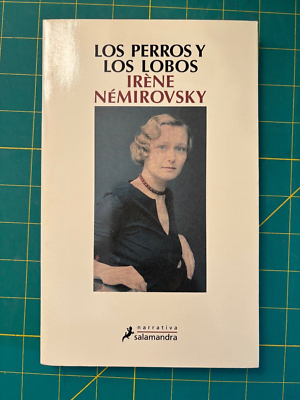 LOS PERROS Y
LOS LOBOS
IRÈNE
NÉMIROVSKY
narrativa
salamandra